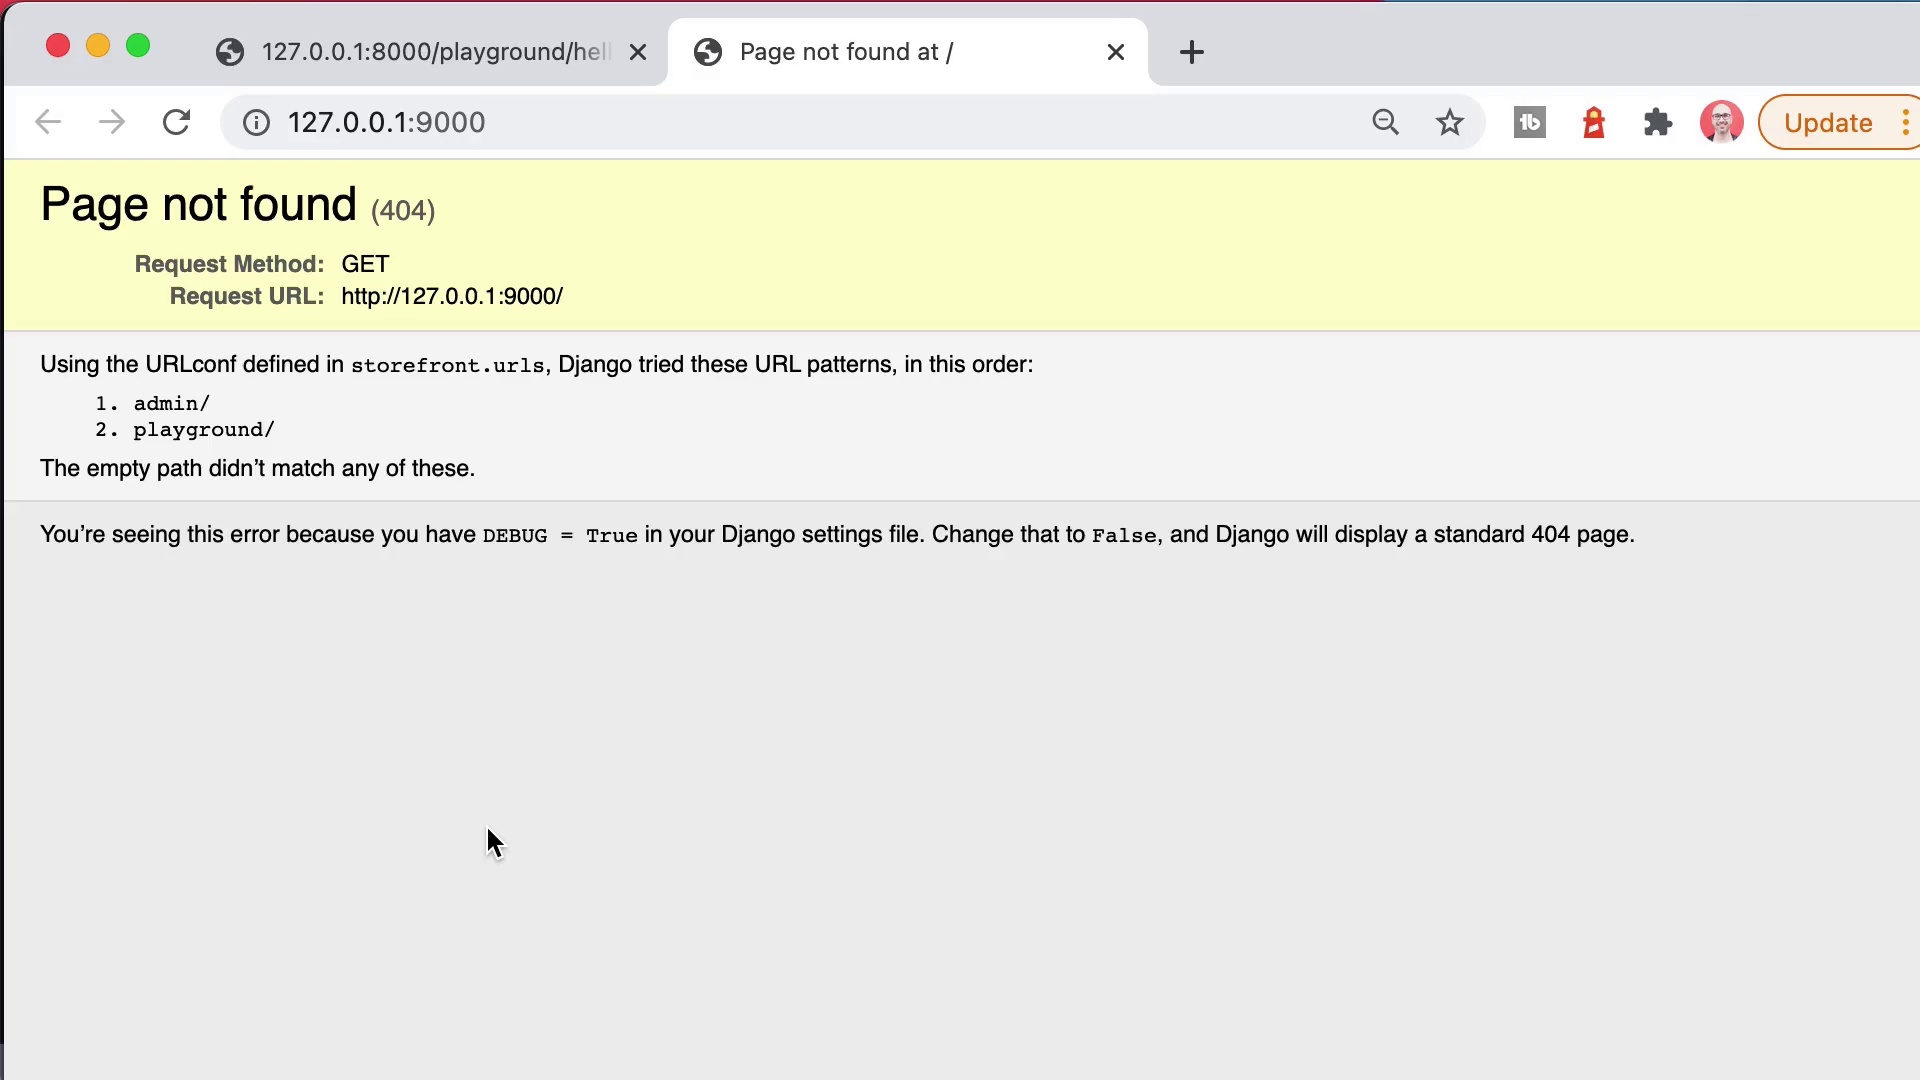 127.0.0.1:8000/playground/hell
Page not found at /
127.0.0.1:9000
tb
Update
Page not found (404)
Request Method: GET
Request URL: http://127.0.0.1:9000/
Using the URLconf defined in storefront.urls, Django tried these URL patterns, in this order:
1. admin/
2. playground/
The empty path didn’t match any of these.
You’re seeing this error because you have DEBUG = True in your Django settings file. Change that to False, and Django will display a standard 404 page.